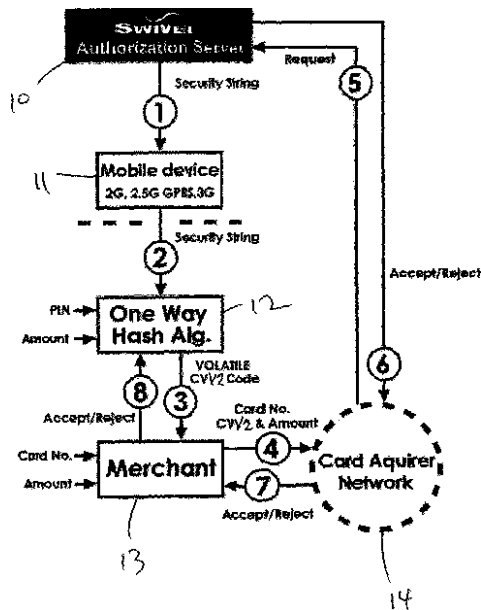 Swivel
Authorization Server
10
Request
Security String
5
1
11
Mobile device
2G, 2.5G GPRS, 3G
Security String
2
Accept/Reject
12
PIN
One Way
Hash Alg.
Amount
VOLATILE
CVV2 Code
8
3
6
Accept/Reject
Card No.
CVV2 & Amount
4
Card No.
Merchant
Amount
Card Aquirer
Network
7
Accept/Reject
13
14